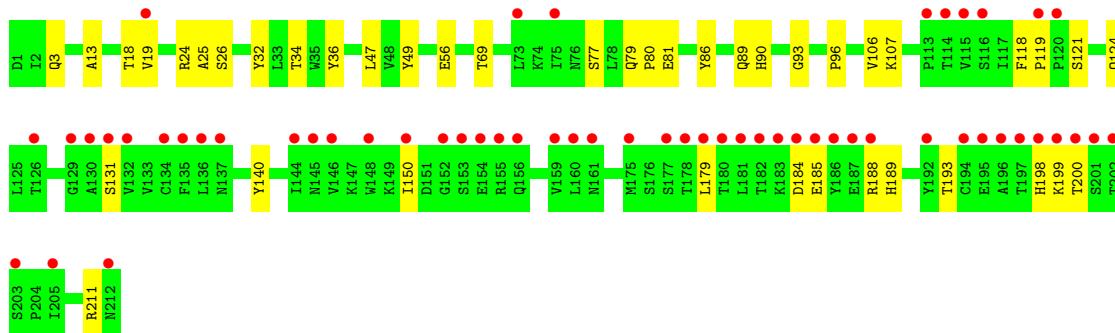 D1 I2 Q3 A13 T18 V19 R24 A25 S26 Y32 L33 T34 W35 Y36 L47 V48 Y49 E56 T69 L73 K74 I75 N76 S77 L78 Q79 P80 E81 Y86 Q89 H90 G93 P96 V106 K107 P113 T114 V115 S116 I117 F118 P119 P120 S121 Q124
L125 T126 G129 A130 S131 V132 V133 C134 F135 L136 N137 Y140 I144 N145 V146 K147 W148 K149 I150 D151 G152 S153 E154 R155 Q156 V159 L160 N161 M175 S176 S177 T178 L179 T180 L181 T182 K183 D184 E185 Y186 E187 R188 H189 Y192 T193 C194 E195 A196 T197 H198 K199 T200 S201 T202
S203 P204 I205 R211 N212